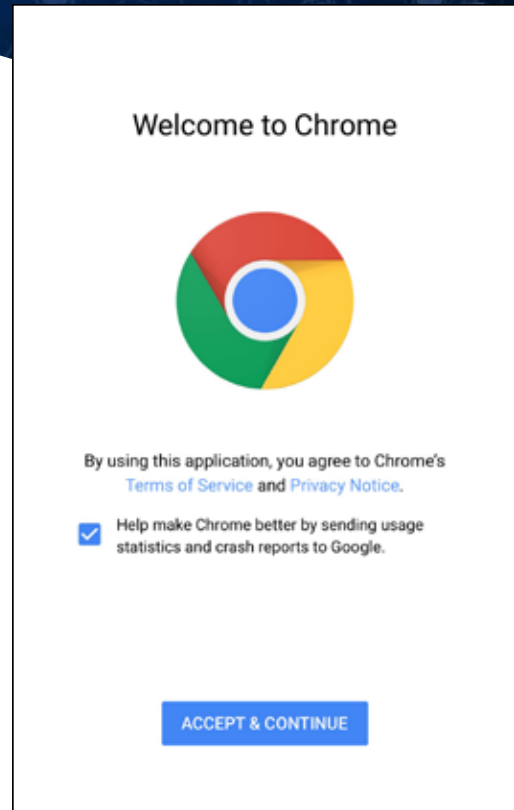 Welcome to Chrome
By using this application, you agree to Chrome's
Terms of Service and Privacy Notice.
Help make Chrome better by sending usage
statistics and crash reports to Google.
ACCEPT & CONTINUE